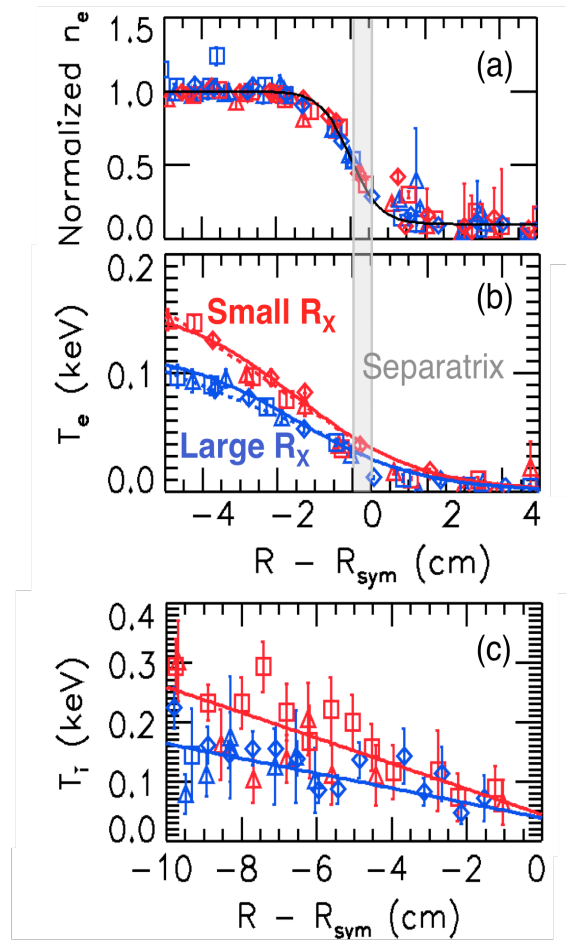 Normalized n_e
1.5
1.0
0.5
0.0
(a)
T_e (keV)
0.2
0.1
0.0
(b)
Small R_X
Separatrix
Large R_X
-4 -2 0 2 4
R - R_sym (cm)
T_i (keV)
0.4
0.3
0.2
0.1
0.0
(c)
-10 -8 -6 -4 -2 0
R - R_sym (cm)